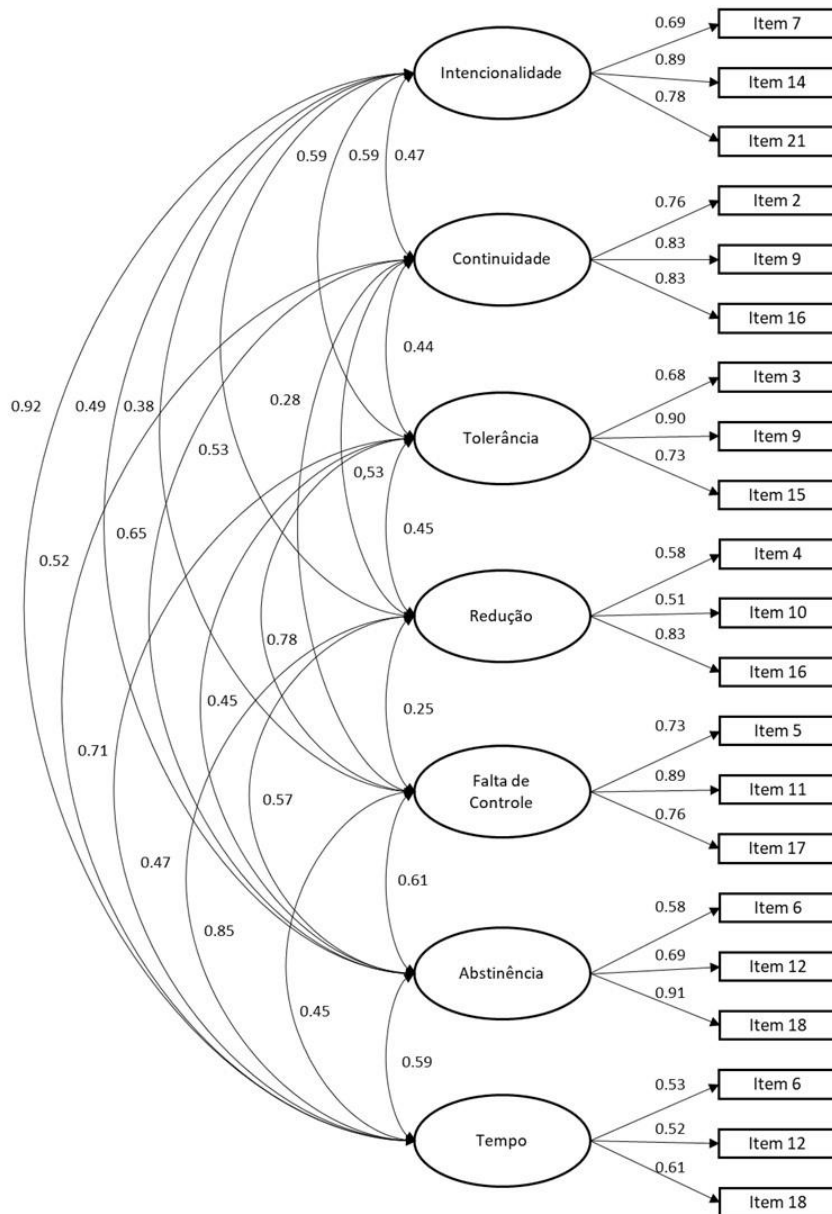 0.69
Item 7
Intencionalidade
0.89
Item 14
0.78
Item 21
0.59
0.59
0.47
0.76
Item 2
Continuidade
0.83
Item 9
0.83
Item 16
0.44
0.92
0.49
0.38
0.28
0.68
Item 3
Tolerância
0.90
Item 9
0.53
0,53
0.73
Item 15
0.52
0.65
0.45
0.58
Item 4
Redução
0.51
Item 10
0.78
0.83
Item 16
0.45
0.25
0.73
Item 5
0.71
0.57
Falta de
Controle
0.89
Item 11
0.76
Item 17
0.47
0.85
0.61
0.58
Item 6
Abstinência
0.69
Item 12
0.91
Item 18
0.45
0.59
0.53
Item 6
Tempo
0.52
Item 12
0.61
Item 18